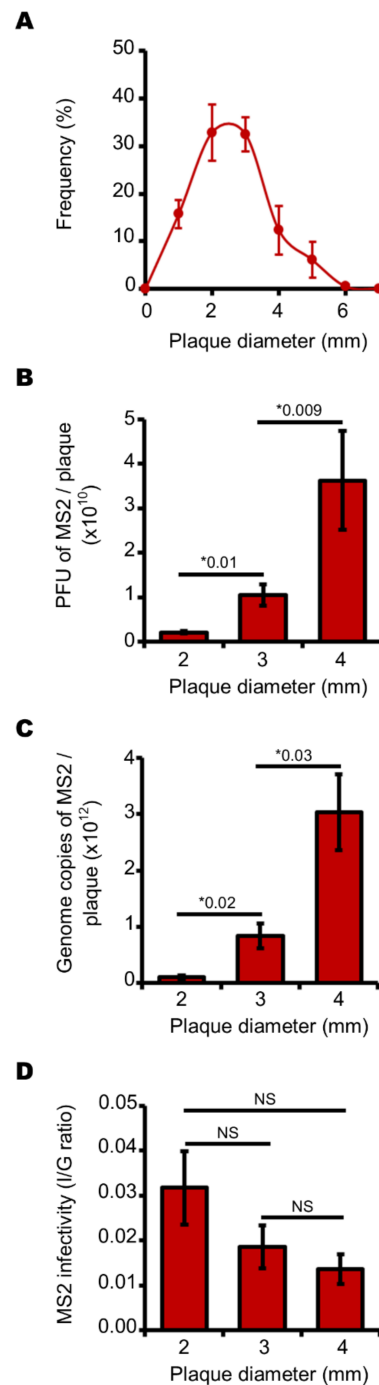 A
50
40
30
20
10
0
Frequency (%)
0 2 4 6
Plaque diameter (mm)
B
5
4
3
2
1
0
PFU of MS2 / plaque
(x10¹⁰)
*0.009
*0.01
2 3 4
Plaque diameter (mm)
C
4
3
2
1
0
Genome copies of MS2 /
plaque (x10¹²)
*0.03
*0.02
2 3 4
Plaque diameter (mm)
D
0.05
0.04
0.03
0.02
0.01
0.00
MS2 infectivity (I/G ratio)
NS
NS
NS
2 3 4
Plaque diameter (mm)